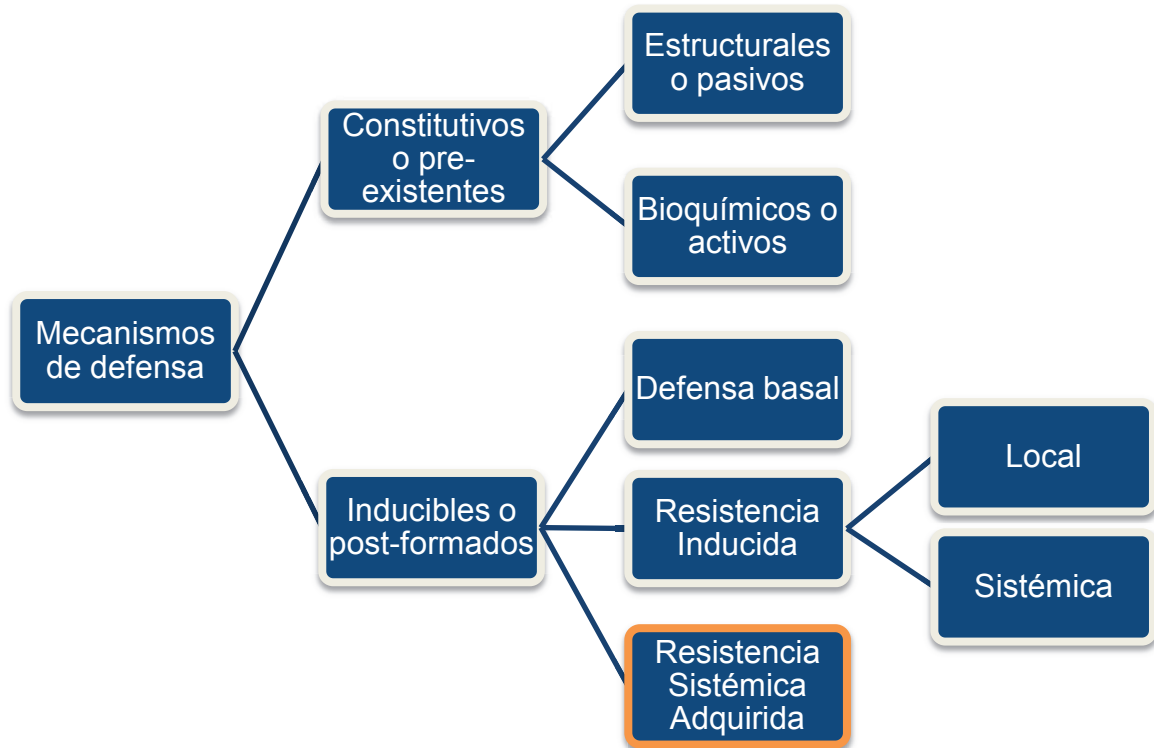 Mecanismos
de defensa
Constitutivos
o pre-
existentes
Estructurales
o pasivos
Bioquímicos o
activos
Inducibles o
post-formados
Defensa basal
Resistencia
Inducida
Local
Sistémica
Resistencia
Sistémica
Adquirida